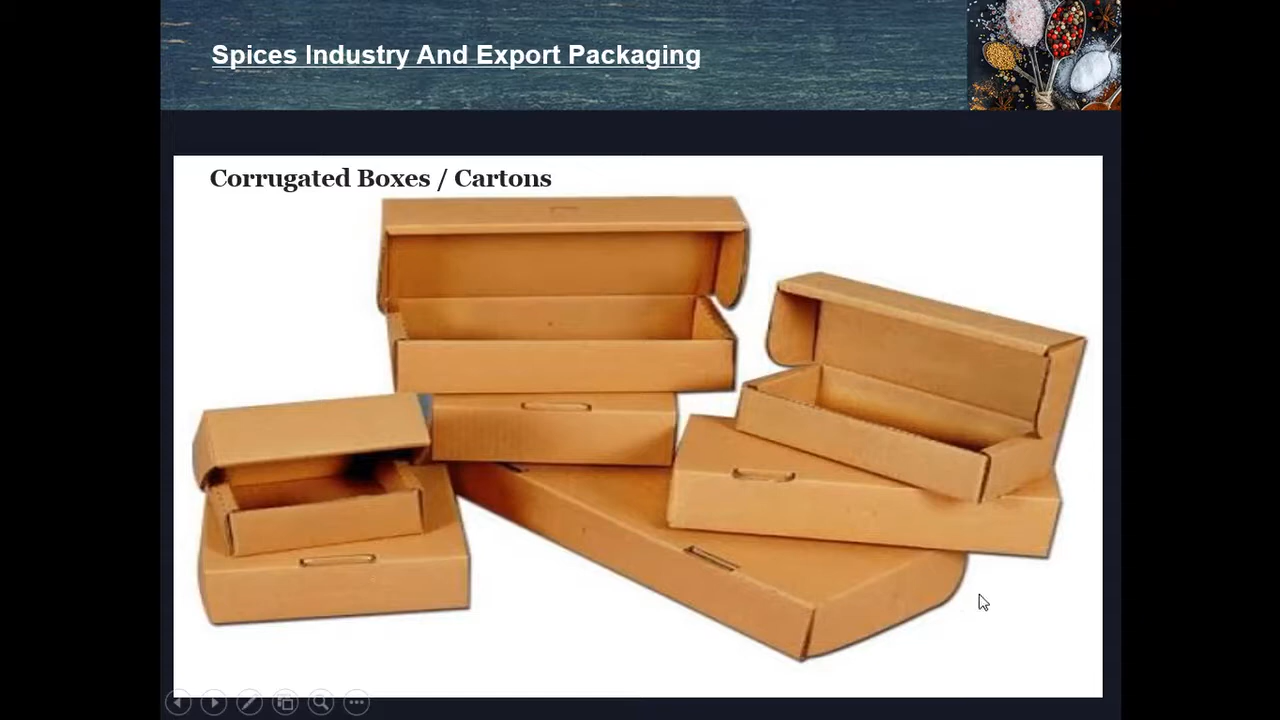 Spices Industry And Export Packaging
Corrugated Boxes / Cartons